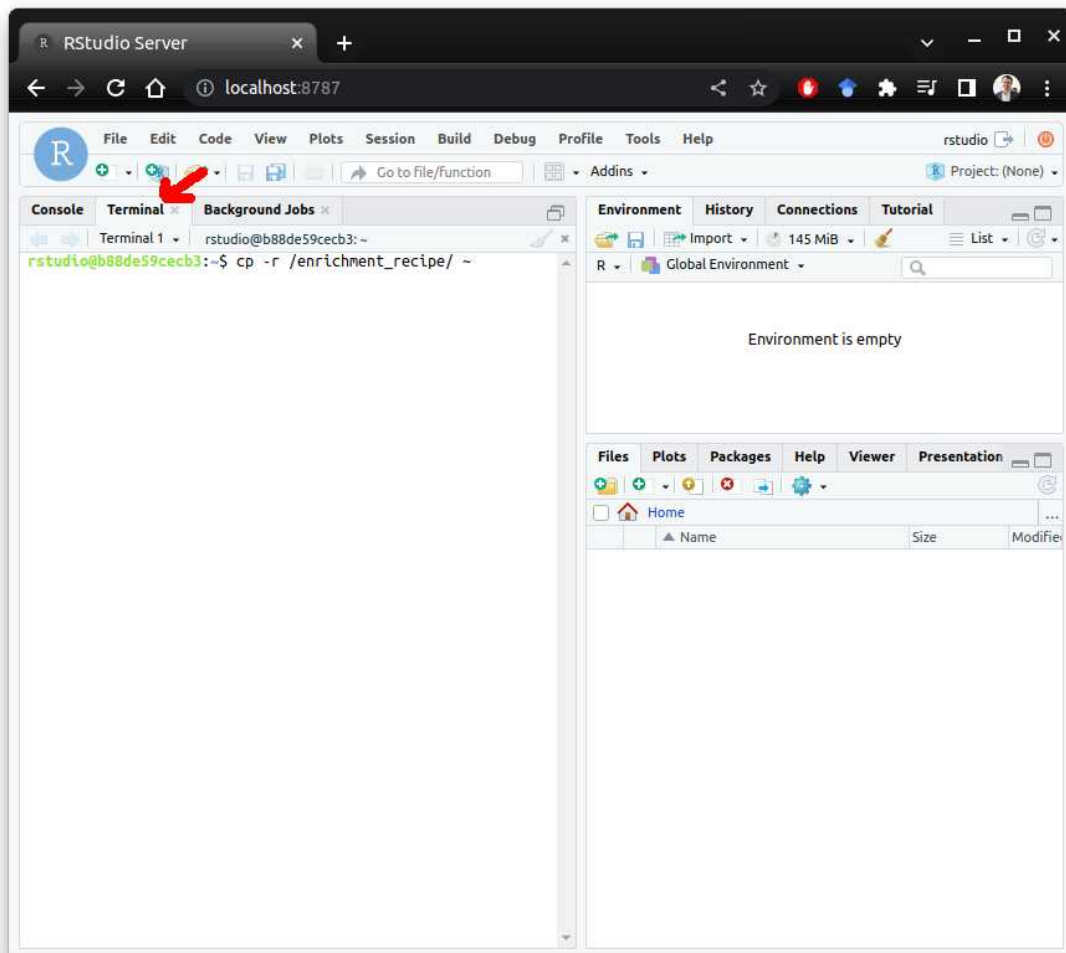 R RStudio Server
localhost:8787
R
File Edit Code View Plots Session Build Debug Profile Tools Help
rstudio
Go to file/function
Addins
R Project: (None)
Console Terminal Background Jobs
Terminal 1 rstudio@b88de59cecb3: ~
rstudio@b88de59cecb3:~$ cp -r /enrichment_recipe/ ~
Environment History Connections Tutorial
Import 145 MiB List
R Global Environment
Environment is empty
Files Plots Packages Help Viewer Presentation
Home ...
Name Size Modifie